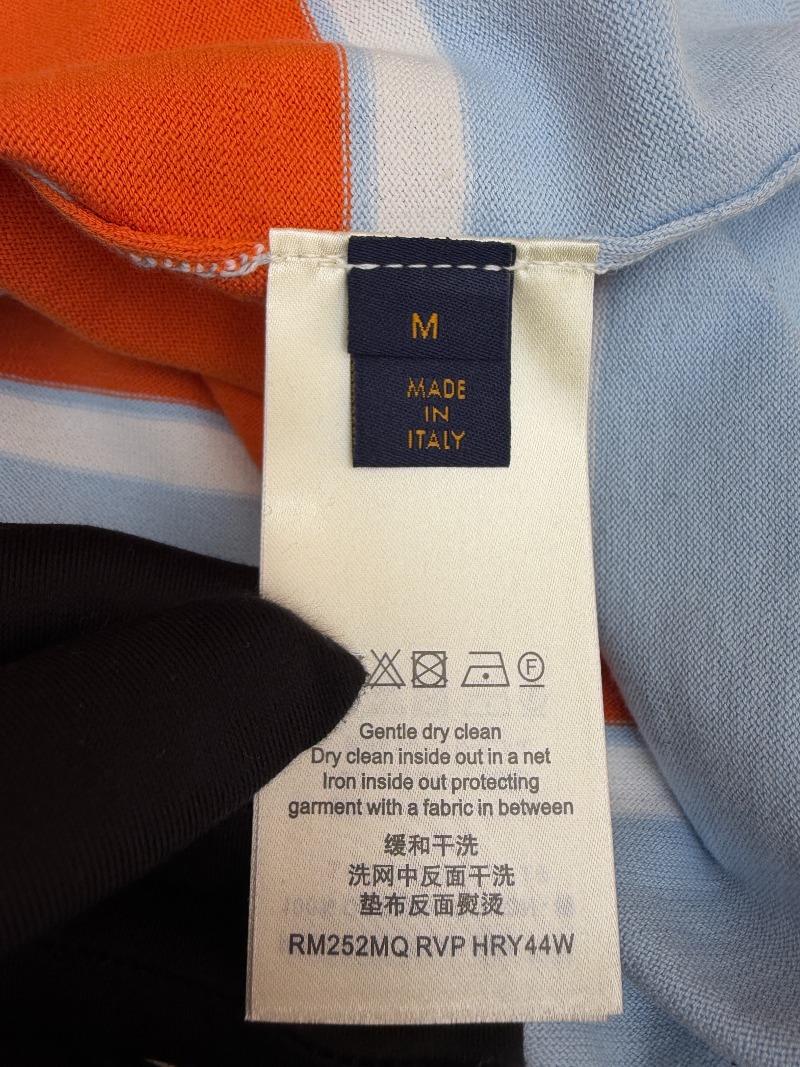 M
MADE
IN
ITALY
F
Gentle dry clean
Dry clean inside out in a net
Iron inside out protecting
garment with a fabric in between
缓和干洗
洗网中反面干洗
垫布反面熨烫
RM252MQ RVP HRY44W